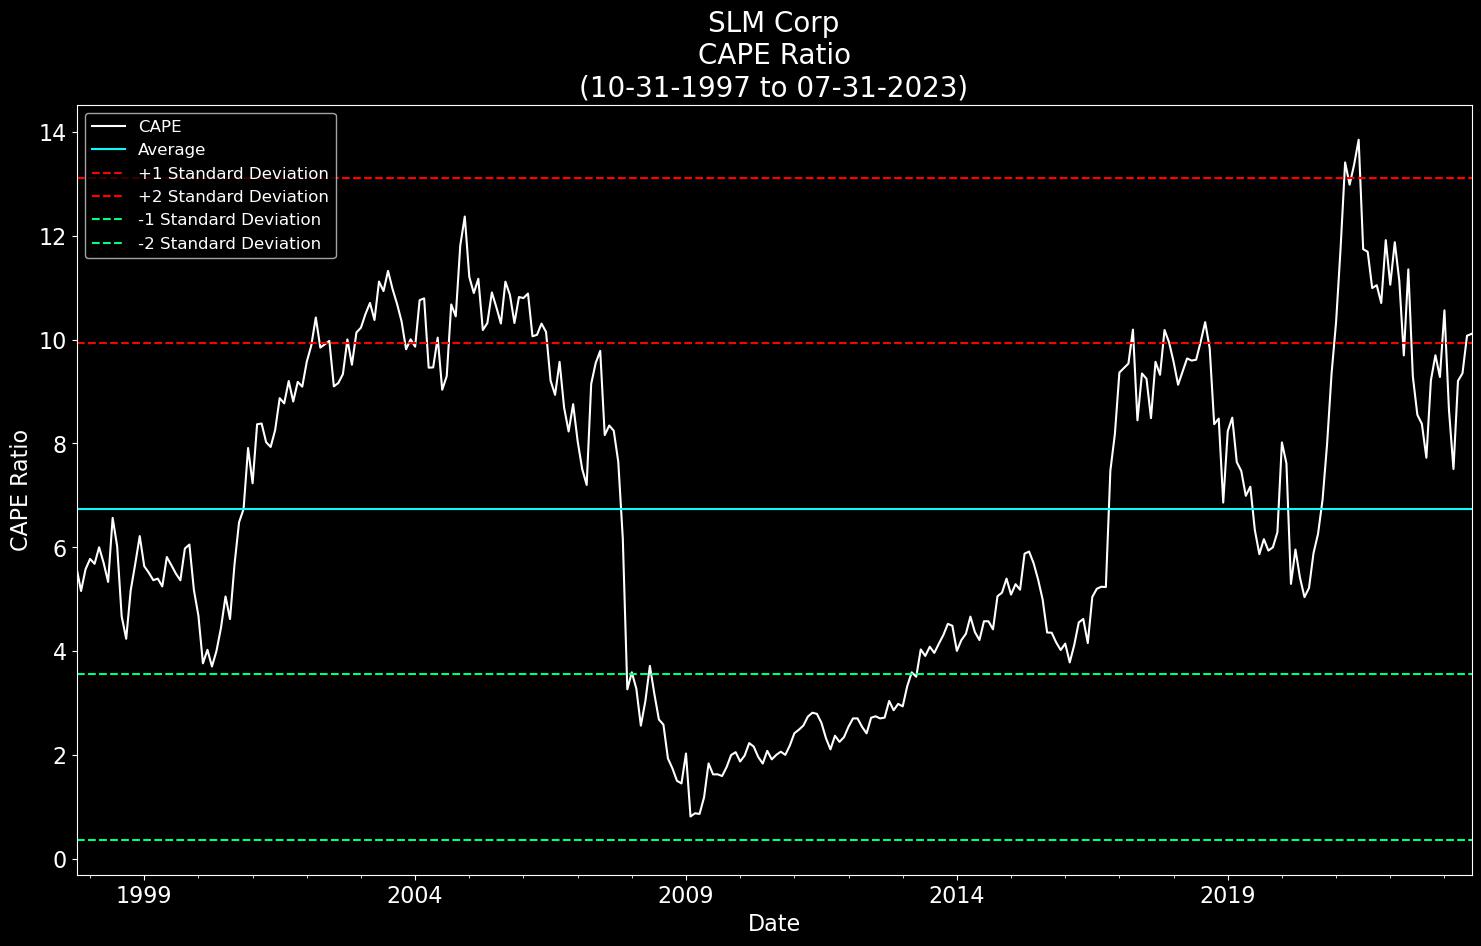 SLM Corp
CAPE Ratio
(10-31-1997 to 07-31-2023)
CAPE
Average
+1 Standard Deviation
+2 Standard Deviation
-1 Standard Deviation
-2 Standard Deviation
CAPE Ratio
14
12
10
8
6
4
2
0
1999
2004
2009
2014
2019
Date